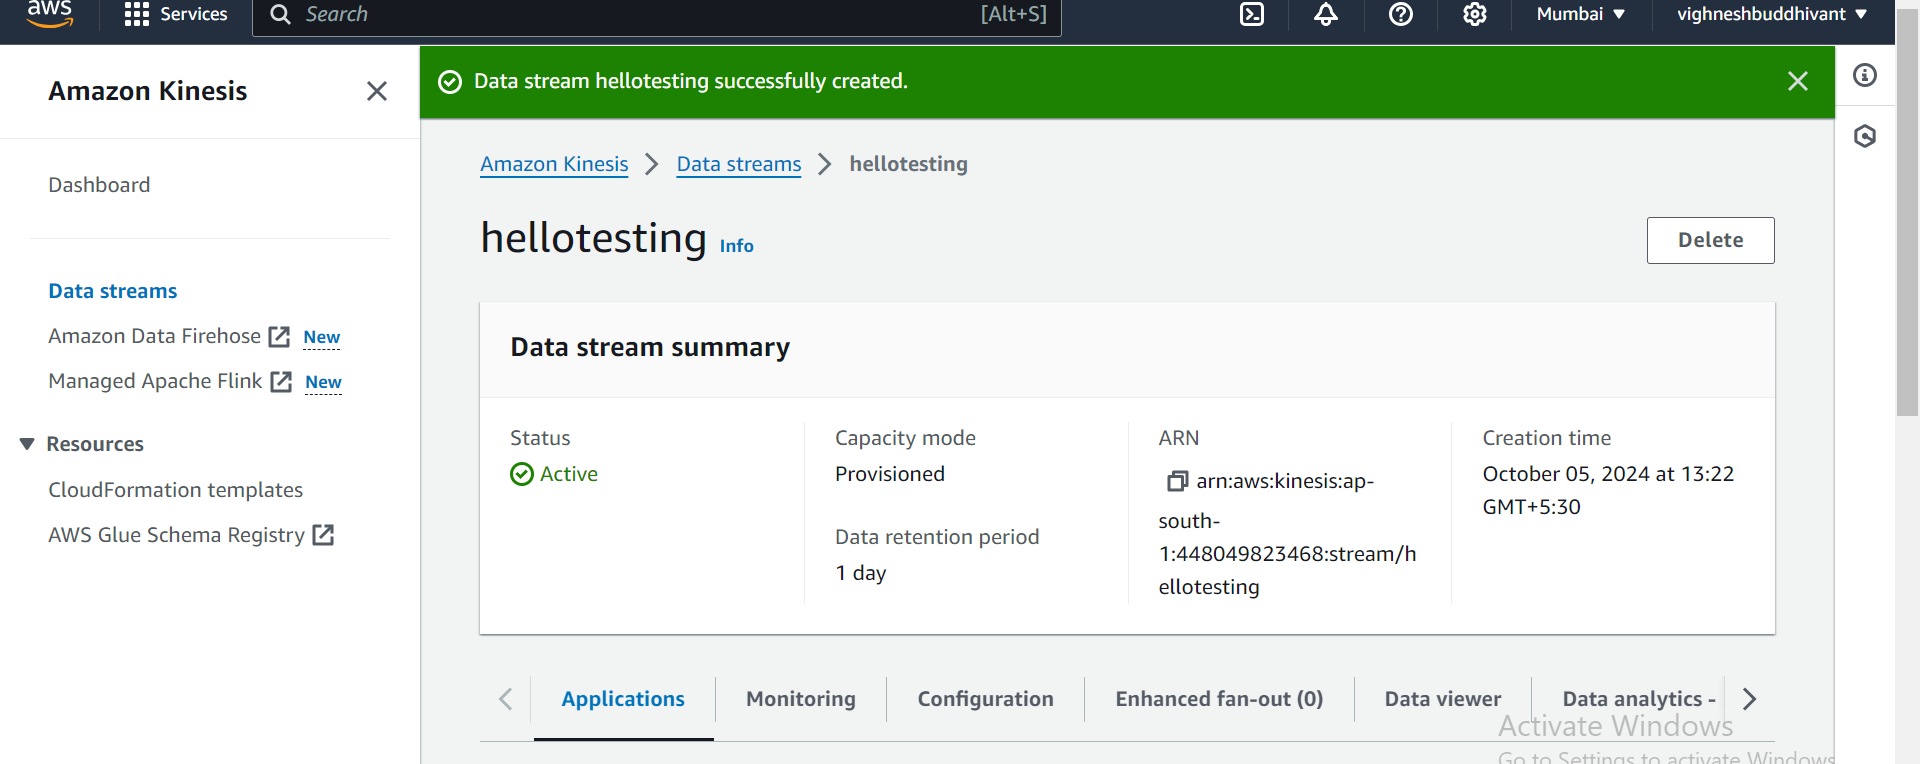 aws
Services
Search
[Alt+S]
Mumbai
vighneshbuddhivant
Amazon Kinesis
Data stream hellotesting successfully created.
Dashboard
Data streams
Amazon Data Firehose New
Managed Apache Flink New
Resources
CloudFormation templates
AWS Glue Schema Registry
Amazon Kinesis
Data streams
hellotesting
hellotesting Info
Delete
Data stream summary
Status
Active
Capacity mode
Provisioned
Data retention period
1 day
ARN
arn:aws:kinesis:ap-
south-
1:448049823468:stream/h
ellotesting
Creation time
October 05, 2024 at 13:22
GMT+5:30
Applications
Monitoring
Configuration
Enhanced fan-out (0)
Data viewer
Data analytics -
Activate Windows
Go to Settings to activate Windows